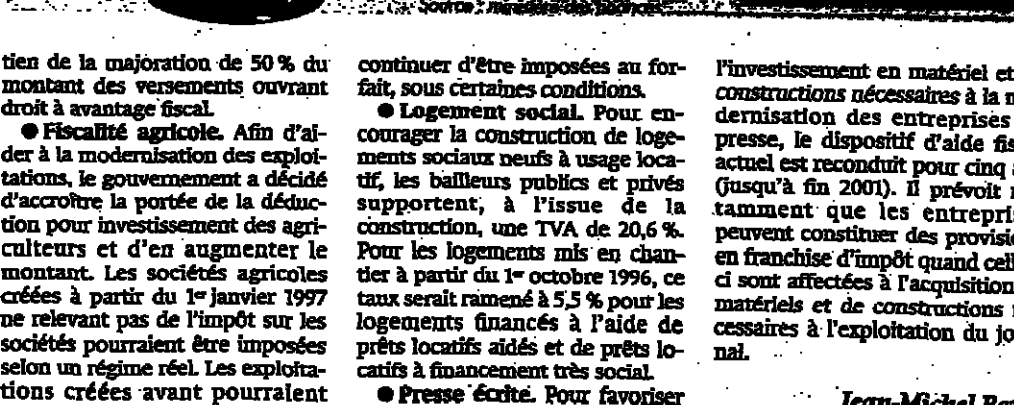 Source : ministère des finances
tien de la majoration de 50 % du
montant des versements ouvrant
droit à avantage fiscal.
● Fiscalité agricole. Afin d'ai-
der à la modernisation des exploi-
tations, le gouvernement a décidé
d'accroître la portée de la déduc-
tion pour investissement des agri-
culteurs et d'en augmenter le
montant. Les sociétés agricoles
créées à partir du 1er janvier 1997
ne relevant pas de l'impôt sur les
sociétés pourraient être imposées
selon un régime réel. Les exploita-
tions créées avant pourraient
continuer d'être imposées au for-
fait, sous certaines conditions.
● Logement social. Pour en-
courager la construction de loge-
ments sociaux neufs à usage loca-
tif, les bailleurs publics et privés
supportent, à l'issue de la
construction, une TVA de 20,6 %.
Pour les logements mis en chan-
tier à partir du 1er octobre 1996, ce
taux serait ramené à 5,5 % pour les
logements financés à l'aide de
prêts locatifs aidés et de prêts lo-
catifs à financement très social.
● Presse écrite. Pour favoriser
l'investissement en matériel et
constructions nécessaires à la m
dernisation des entreprises
presse, le dispositif d'aide fis
actuel est reconduit pour cinq a
(jusqu'à fin 2001). Il prévoit n
tamment que les entrepri
peuvent constituer des provisio
en franchise d'impôt quand cell
ci sont affectées à l'acquisition
matériels et de constructions n
cessaires à l'exploitation du jo
nal.
Jean-Michel